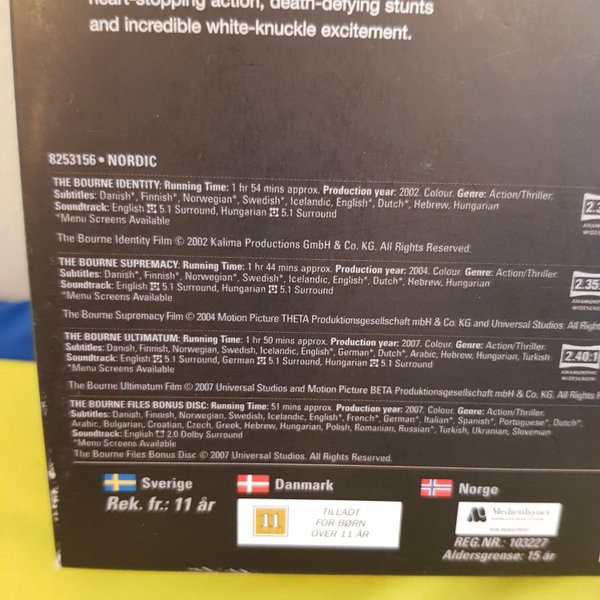 heart-stopping action, death-defying stunts
and incredible white-knuckle excitement.
8253156 • NORDIC
THE BOURNE IDENTITY: Running Time: 1 hr 54 mins approx. Production year: 2002. Colour. Genre: Action/Thriller.
Subtitles: Danish*, Finnish*, Norwegian*, Swedish*, Icelandic, English*, Dutch*, Hebrew, Hungarian
Soundtrack: English 5.1 Surround, Hungarian 5.1 Surround
*Menu Screens Available
The Bourne Identity Film © 2002 Kalima Productions GmbH & Co. KG. All Rights Reserved.
THE BOURNE SUPREMACY: Running Time: 1 hr 44 mins approx. Production year: 2004. Colour. Genre: Action/Thriller.
Subtitles: Danish*, Finnish*, Norwegian*, Swedish*, Icelandic, English*, Dutch*, Hebrew, Hungarian
Soundtrack: English 5.1 Surround, Hungarian 5.1 Surround
*Menu Screens Available
2.35
ANAMORP
WIDESCREEN
The Bourne Supremacy Film © 2004 Motion Picture THETA Produktionsgesellschaft mbH & Co. KG and Universal Studios. All Righ
THE BOURNE ULTIMATUM: Running Time: 1 hr 50 mins approx. Production year: 2007. Colour. Genre: Action/Thriller.
Subtitles: Danish, Finnish, Norwegian, Swedish, Icelandic, English*, German*, Dutch*, Arabic, Hebrew, Hungarian, Turkish
Soundtrack: English 5.1 Surround, German 5.1 Surround, Hungarian 5.1 Surround
*Menu Screens Available
2.40:1
The Bourne Ultimatum Film © 2007 Universal Studios and Motion Picture BETA Produktionsgesellschaft mbH & Co. KG. All Rights
THE BOURNE FILES BONUS DISC: Running Time: 51 mins approx. Production year: 2007. Colour. Genre: Action/Thriller.
Subtitles: Danish, Finnish, Norwegian, Swedish, Icelandic, English*, French*, German*, Italian*, Spanish*, Portuguese*, Dutch*,
Arabic, Bulgarian, Croatian, Czech, Greek, Hebrew, Hungarian, Polish, Romanian, Russian*, Turkish, Ukranian, Slovenian
Soundtrack: English 2.0 Dolby Surround
*Menu Screens Available
The Bourne Files Bonus Disc © 2007 Universal Studios. All Rights Reserved.
Sverige
Rek. fr.: 11 år
Danmark
11
TILLADT
FOR BØRN
OVER 11 ÅR
Norge
Medietilsynet
REG.NR.: 103227
Aldersgrense: 15 år